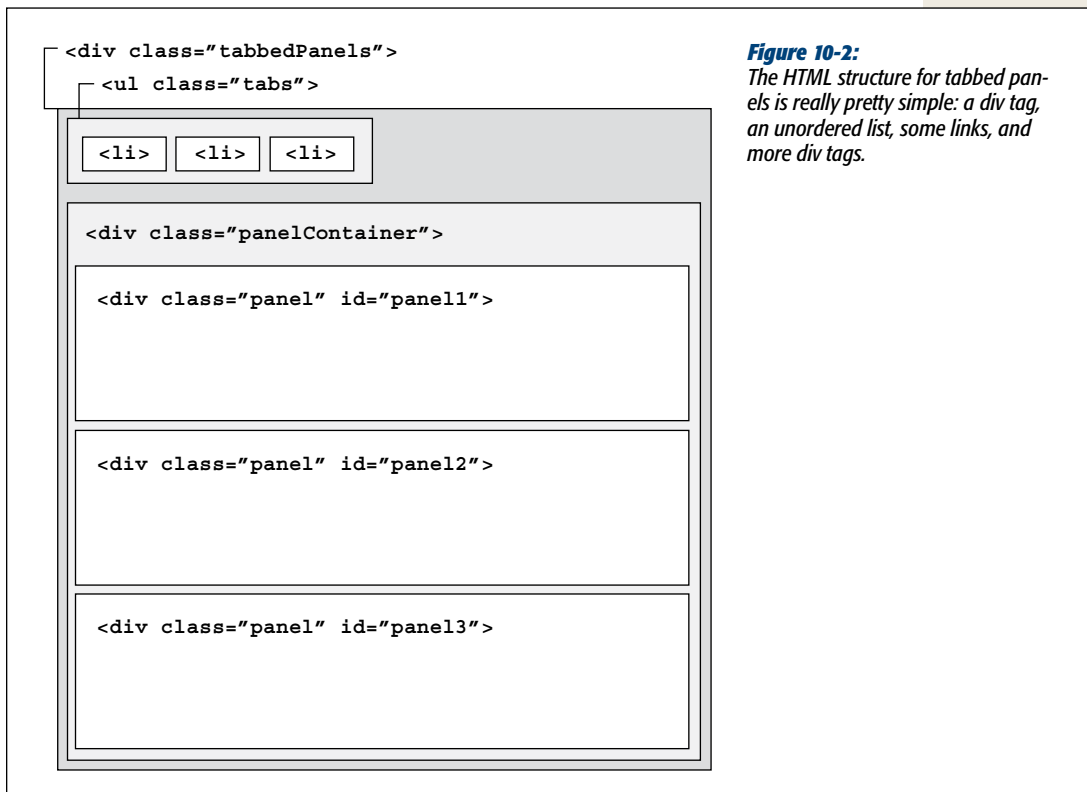 <div class="tabbedPanels">
<ul class="tabs">
<li> <li> <li>
<div class="panelContainer">
<div class="panel" id="panel1">
<div class="panel" id="panel2">
<div class="panel" id="panel3">
Figure 10-2:
The HTML structure for tabbed pan-
els is really pretty simple: a div tag,
an unordered list, some links, and
more div tags.